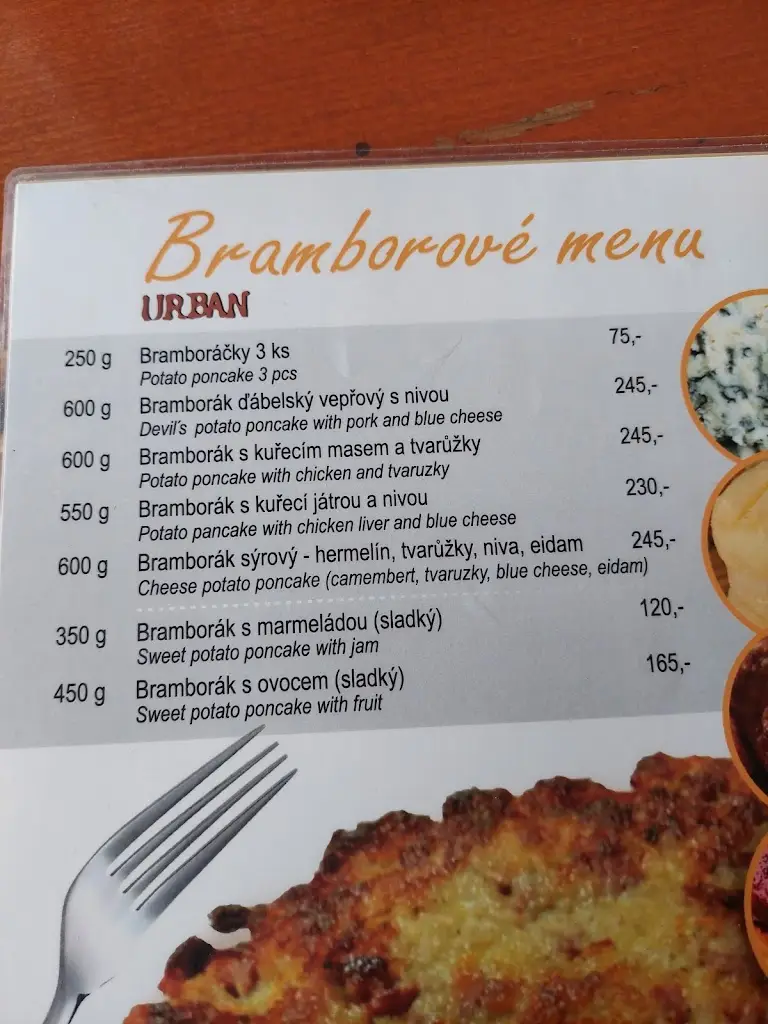 Bramborové menu
URBAN
250 g Bramboráčky 3 ks 75,-
Potato poncake 3 pcs
600 g Bramborák ďábelský vepřový s nivou 245,-
Devil's potato poncake with pork and blue cheese
600 g Bramborák s kuřecím masem a tvarůžky 245,-
Potato poncake with chicken and tvaruzky
550 g Bramborák s kuřecí játrou a nivou 230,-
Potato pancake with chicken liver and blue cheese
600 g Bramborák sýrový - hermelín, tvarůžky, niva, eidam 245,-
Cheese potato poncake (camembert, tvaruzky, blue cheese, eidam)
350 g Bramborák s marmeládou (sladký) 120,-
Sweet potato poncake with jam
450 g Bramborák s ovocem (sladký) 165,-
Sweet potato poncake with fruit